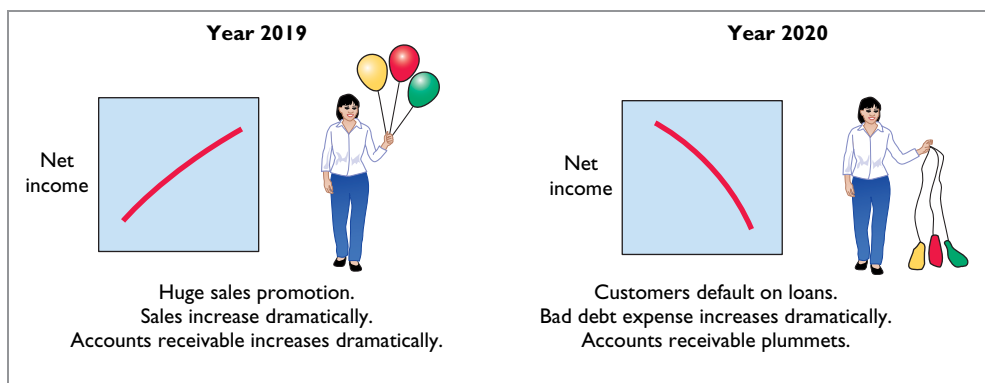 Year 2019
Net
income
Huge sales promotion.
Sales increase dramatically.
Accounts receivable increases dramatically.
Year 2020
Net
income
Customers default on loans.
Bad debt expense increases dramatically.
Accounts receivable plummets.